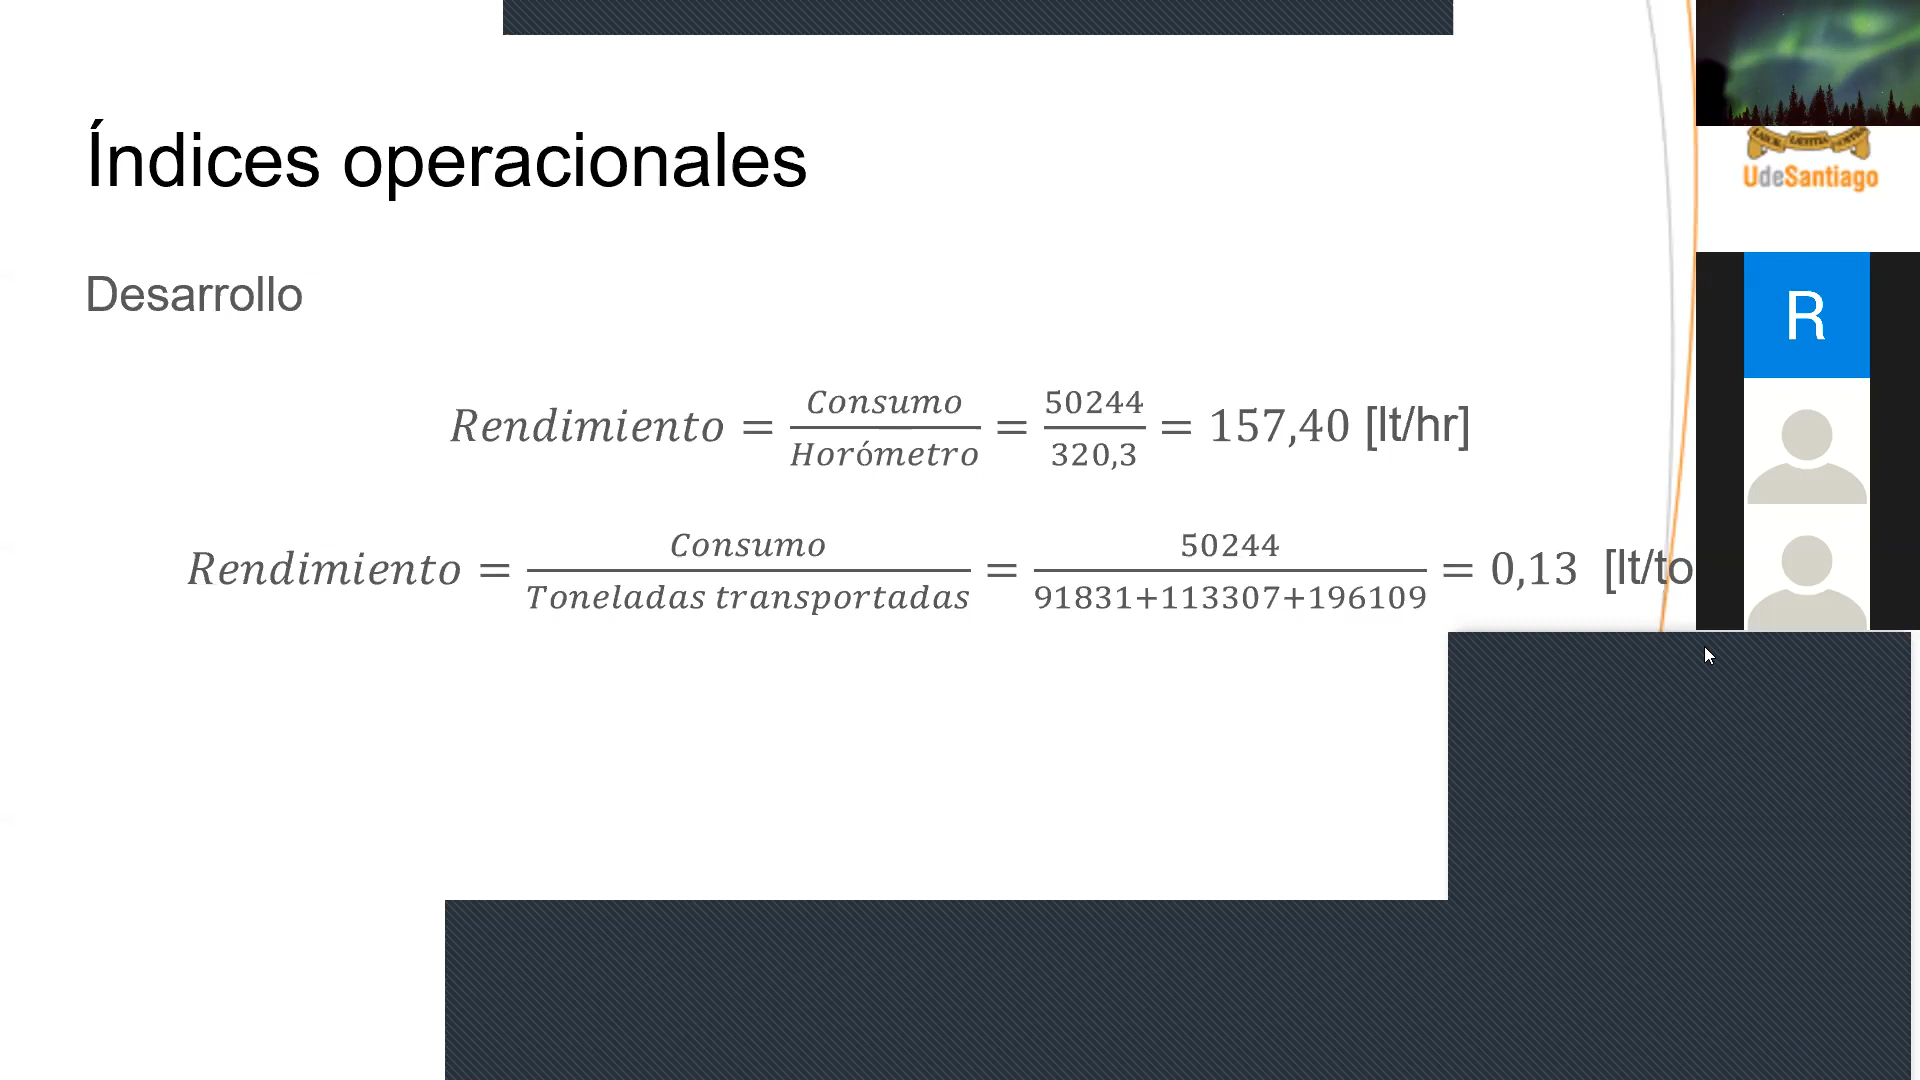 Índices operacionales
UdeSantiago
Desarrollo
R
Rendimiento = Consumo / Horómetro = 50244 / 320,3 = 157,40 [lt/hr]
Rendimiento = Consumo / Toneladas transportadas = 50244 / 91831+113307+196109 = 0,13 [lt/to